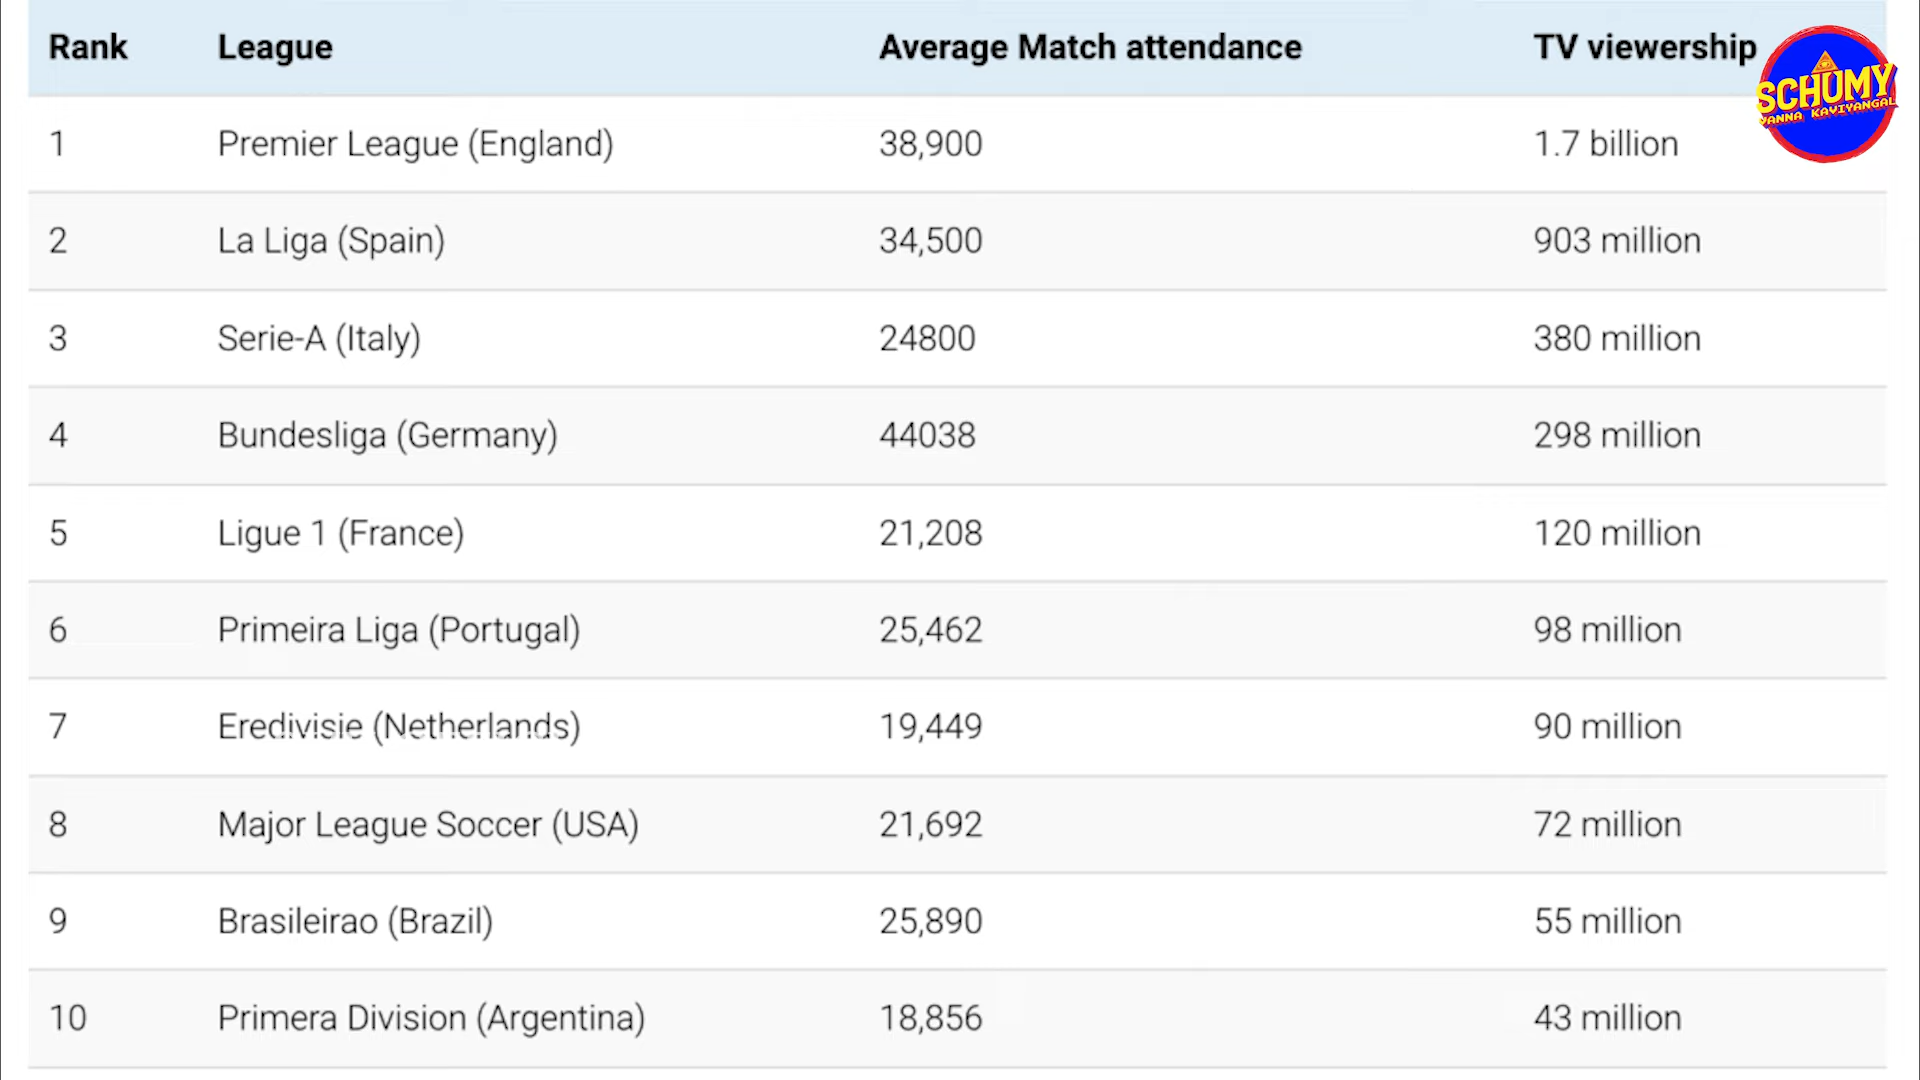 Rank League Average Match attendance TV viewership
SCHUMY
VANNA KAVIYANGAL
1 Premier League (England) 38,900 1.7 billion
2 La Liga (Spain) 34,500 903 million
3 Serie-A (Italy) 24800 380 million
4 Bundesliga (Germany) 44038 298 million
5 Ligue 1 (France) 21,208 120 million
6 Primeira Liga (Portugal) 25,462 98 million
7 Eredivisie (Netherlands) 19,449 90 million
8 Major League Soccer (USA) 21,692 72 million
9 Brasileirao (Brazil) 25,890 55 million
10 Primera Division (Argentina) 18,856 43 million